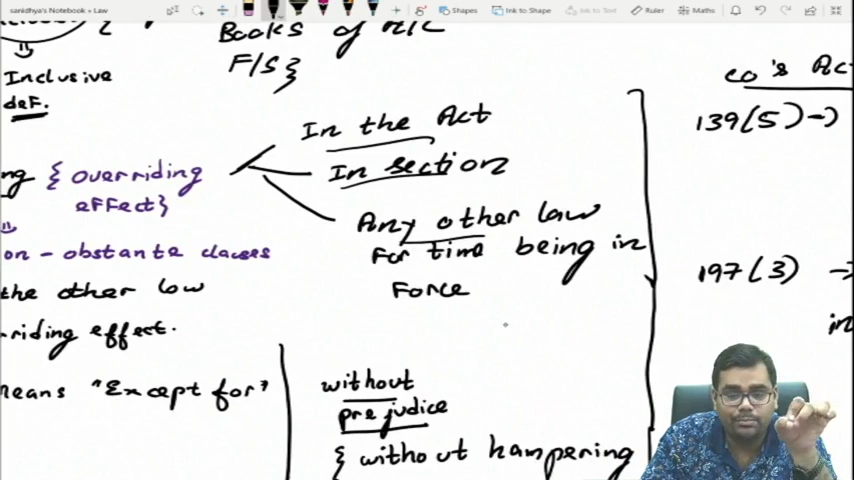 sanidhya's Notebook » Law
Shapes
Ink to Shape
Ink to Text
Ruler
Maths
Books of A/C
F/S }
Inclusive
def.
{ overriding
effect }
on-obstante clauses
the other law
-riding effect.
means "Except for"
In the Act
In section
Any other law
For time being in
Force
without
prejudice
{ without hampering
co's Act
139(5) →
197(3) →
in